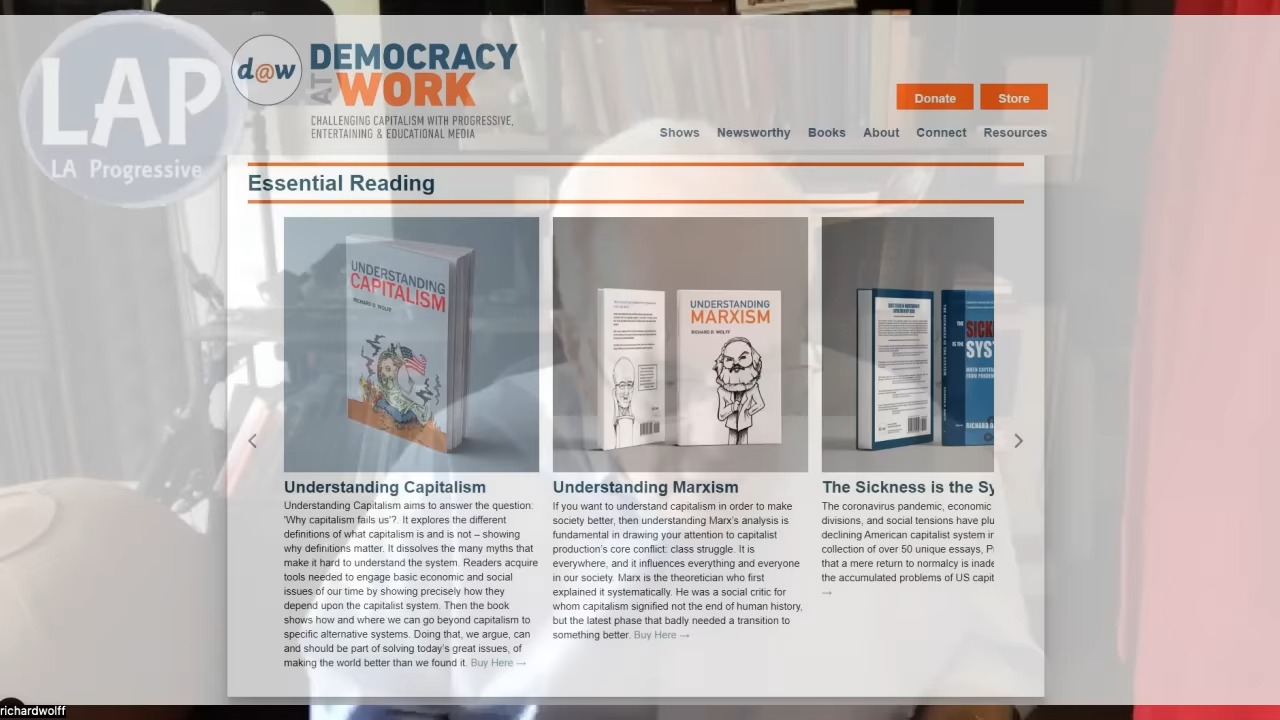 LAP
LA Progressive
d@w
DEMOCRACY
AT WORK
CHALLENGING CAPITALISM WITH PROGRESSIVE,
ENTERTAINING & EDUCATIONAL MEDIA
Donate Store
Shows Newsworthy Books About Connect Resources
Essential Reading
UNDERSTANDING
CAPITALISM
RICHARD D. WOLFF
UNDERSTANDING
MARXISM
RICHARD D. WOLFF
THE SICK
IS THE SYS
RICHARD D
Understanding Capitalism
Understanding Capitalism aims to answer the question:
'Why capitalism fails us'?. It explores the different
definitions of what capitalism is and is not – showing
why definitions matter. It dissolves the many myths that
make it hard to understand the system. Readers acquire
tools needed to engage basic economic and social
issues of our time by showing precisely how they
depend upon the capitalist system. Then the book
shows how and where we can go beyond capitalism to
specific alternative systems. Doing that, we argue, can
and should be part of solving today's great issues, of
making the world better than we found it. Buy Here →
Understanding Marxism
If you want to understand capitalism in order to make
society better, then understanding Marx's analysis is
fundamental in drawing your attention to capitalist
production's core conflict: class struggle. It is
everywhere, and it influences everything and everyone
in our society. Marx is the theoretician who first
explained it systematically. He was a social critic for
whom capitalism signified not the end of human history,
but the latest phase that badly needed a transition to
something better. Buy Here →
The Sickness is the Sy
The coronavirus pandemic, economic
divisions, and social tensions have plu
declining American capitalist system in
collection of over 50 unique essays, P
that a mere return to normalcy is inade
the accumulated problems of US capit
→
richardwolff